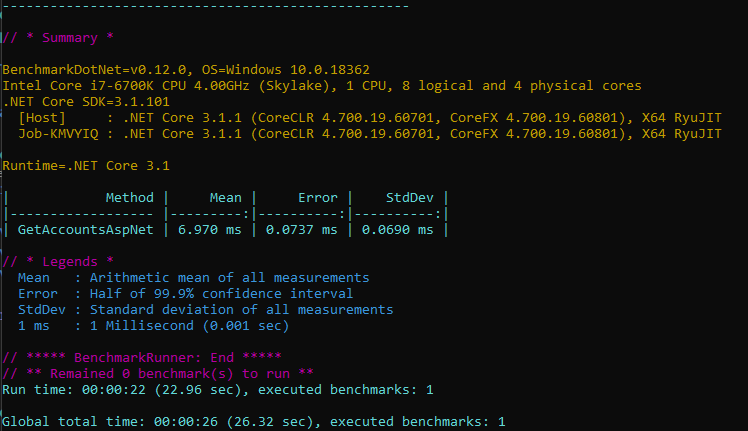 ---------------------------------------------------
// * Summary *
BenchmarkDotNet=v0.12.0, OS=Windows 10.0.18362
Intel Core i7-6700K CPU 4.00GHz (Skylake), 1 CPU, 8 logical and 4 physical cores
.NET Core SDK=3.1.101
  [Host]     : .NET Core 3.1.1 (CoreCLR 4.700.19.60701, CoreFX 4.700.19.60801), X64 RyuJIT
  Job-KMVYIQ : .NET Core 3.1.1 (CoreCLR 4.700.19.60701, CoreFX 4.700.19.60801), X64 RyuJIT
Runtime=.NET Core 3.1
|            Method |     Mean |     Error |    StdDev |
|------------------ |---------:|----------:|----------:|
| GetAccountsAspNet | 6.970 ms | 0.0737 ms | 0.0690 ms |
// * Legends *
  Mean   : Arithmetic mean of all measurements
  Error  : Half of 99.9% confidence interval
  StdDev : Standard deviation of all measurements
  1 ms   : 1 Millisecond (0.001 sec)
// ***** BenchmarkRunner: End *****
// ** Remained 0 benchmark(s) to run **
Run time: 00:00:22 (22.96 sec), executed benchmarks: 1
Global total time: 00:00:26 (26.32 sec), executed benchmarks: 1